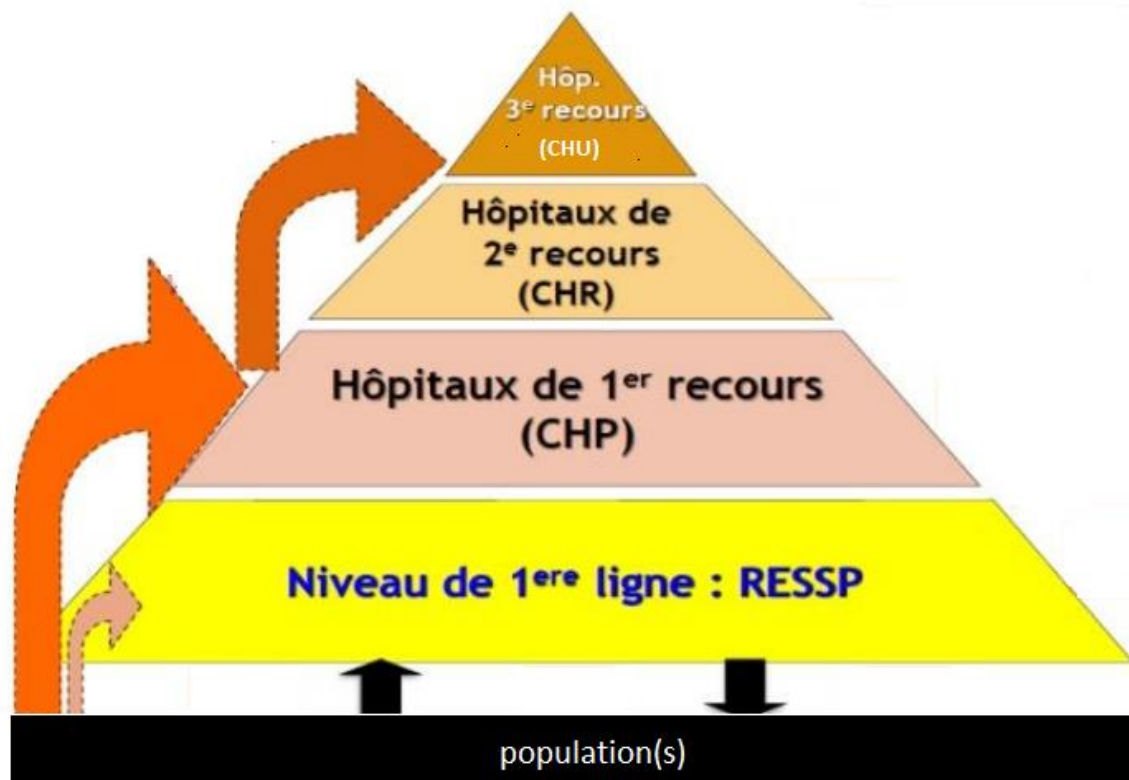 Hôp.
3e recours
(CHU)
Hôpitaux de
2e recours
(CHR)
Hôpitaux de 1er recours
(CHP)
Niveau de 1ere ligne : RESSP
population(s)